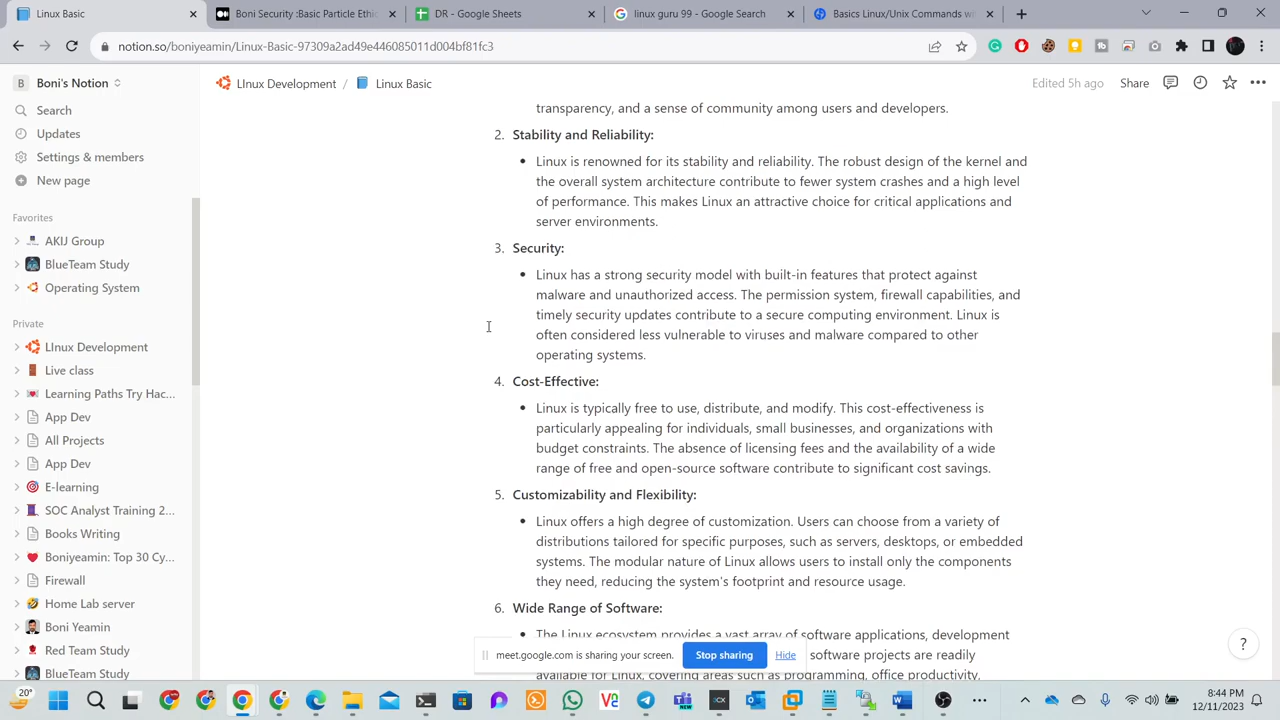 Linux Basic
Boni Security :Basic Particle Ethic
DR - Google Sheets
linux guru 99 - Google Search
Basics Linux/Unix Commands wi
notion.so/boniyeamin/Linux-Basic-97309a2ad49e446085011d04bf81fc3
B Boni's Notion
LInux Development / Linux Basic
Edited 5h ago
Share
Search
Updates
Settings & members
New page
Favorites
AKIJ Group
BlueTeam Study
Operating System
Private
LInux Development
Live class
Learning Paths Try Hac...
App Dev
All Projects
App Dev
E-learning
SOC Analyst Training 2...
Books Writing
Boniyeamin: Top 30 Cy...
Firewall
Home Lab server
Boni Yeamin
Red Team Study
BlueTeam Study
transparency, and a sense of community among users and developers.
2. Stability and Reliability:
• Linux is renowned for its stability and reliability. The robust design of the kernel and
the overall system architecture contribute to fewer system crashes and a high level
of performance. This makes Linux an attractive choice for critical applications and
server environments.
3. Security:
• Linux has a strong security model with built-in features that protect against
malware and unauthorized access. The permission system, firewall capabilities, and
timely security updates contribute to a secure computing environment. Linux is
often considered less vulnerable to viruses and malware compared to other
operating systems.
4. Cost-Effective:
• Linux is typically free to use, distribute, and modify. This cost-effectiveness is
particularly appealing for individuals, small businesses, and organizations with
budget constraints. The absence of licensing fees and the availability of a wide
range of free and open-source software contribute to significant cost savings.
5. Customizability and Flexibility:
• Linux offers a high degree of customization. Users can choose from a variety of
distributions tailored for specific purposes, such as servers, desktops, or embedded
systems. The modular nature of Linux allows users to install only the components
they need, reducing the system's footprint and resource usage.
6. Wide Range of Software:
• The Linux ecosystem provides a vast array of software applications, development
software projects are readily
available for Linux, covering areas such as programming, office productivity,
meet.google.com is sharing your screen.
Stop sharing
Hide
?
20°
8:44 PM
12/11/2023